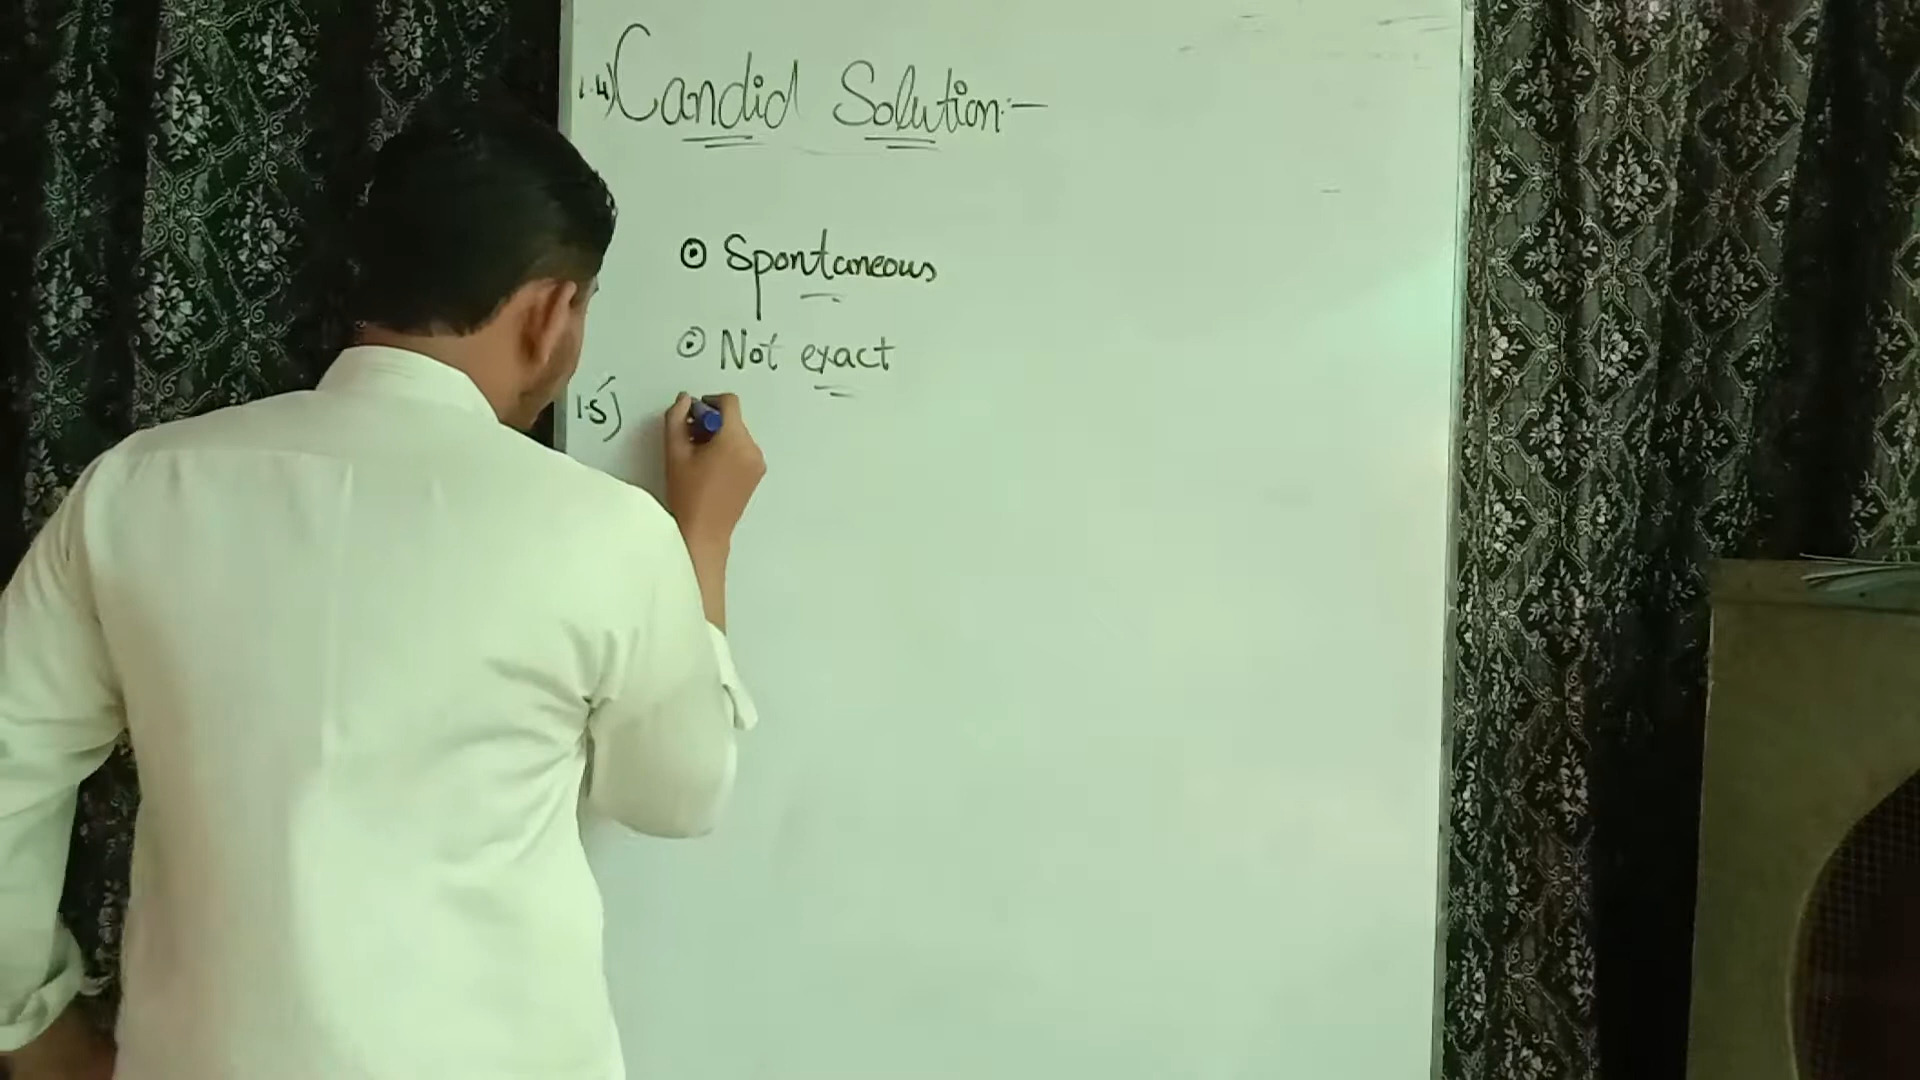 1.4) Candid Solution:-
⊙ Spontaneous
⊙ Not exact
1.5)